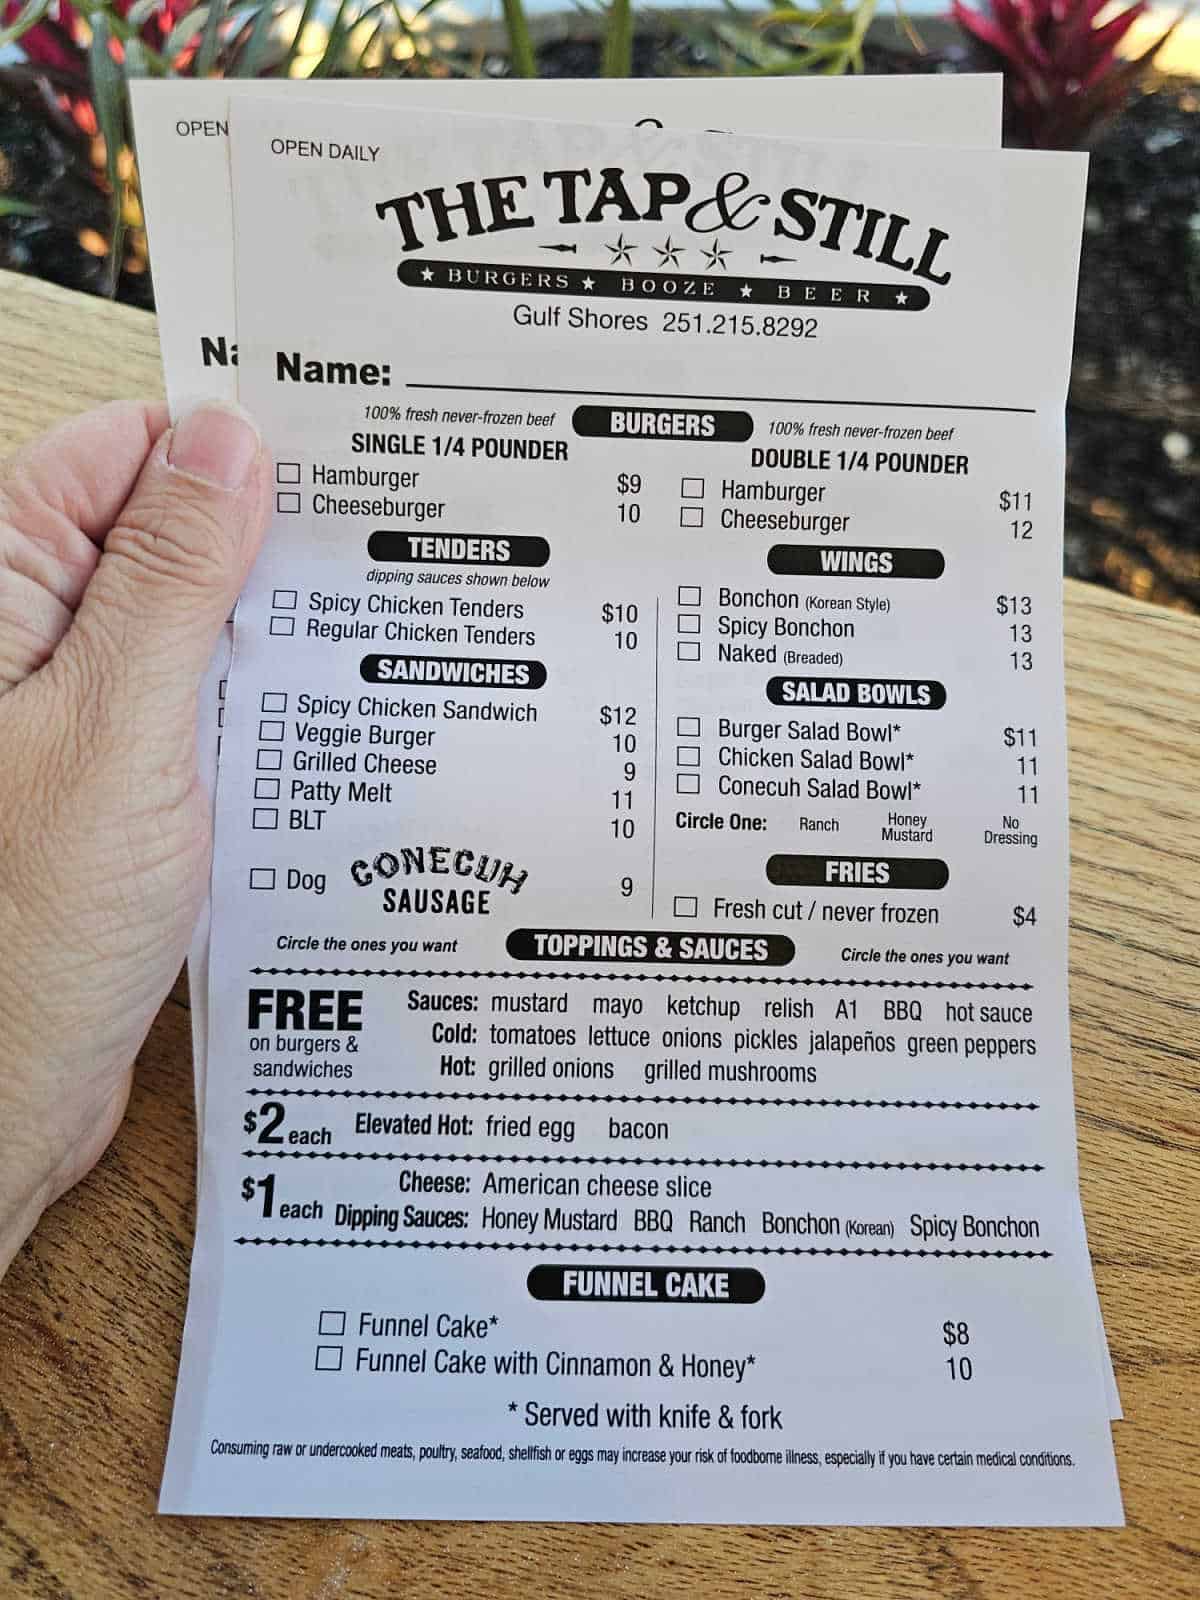 OPEN
OPEN DAILY
THE TAP & STILL
★ BURGERS ★ BOOZE ★ BEER ★
Gulf Shores 251.215.8292
Name:
100% fresh never-frozen beef BURGERS 100% fresh never-frozen beef
SINGLE 1/4 POUNDER DOUBLE 1/4 POUNDER
Hamburger $9 Hamburger $11
Cheeseburger 10 Cheeseburger 12
TENDERS
dipping sauces shown below
Spicy Chicken Tenders $10
Regular Chicken Tenders 10
WINGS
Bonchon (Korean Style) $13
Spicy Bonchon 13
Naked (Breaded) 13
SANDWICHES
Spicy Chicken Sandwich $12
Veggie Burger 10
Grilled Cheese 9
Patty Melt 11
BLT 10
Dog CONECUH SAUSAGE 9
SALAD BOWLS
Burger Salad Bowl* $11
Chicken Salad Bowl* 11
Conecuh Salad Bowl* 11
Circle One: Ranch Honey Mustard No Dressing
FRIES
Fresh cut / never frozen $4
Circle the ones you want TOPPINGS & SAUCES Circle the ones you want
FREE
on burgers &
sandwiches
Sauces: mustard mayo ketchup relish A1 BBQ hot sauce
Cold: tomatoes lettuce onions pickles jalapeños green peppers
Hot: grilled onions grilled mushrooms
$2 each Elevated Hot: fried egg bacon
$1 each Cheese: American cheese slice
Dipping Sauces: Honey Mustard BBQ Ranch Bonchon (Korean) Spicy Bonchon
FUNNEL CAKE
Funnel Cake* $8
Funnel Cake with Cinnamon & Honey* 10
* Served with knife & fork
Consuming raw or undercooked meats, poultry, seafood, shellfish or eggs may increase your risk of foodborne illness, especially if you have certain medical conditions.